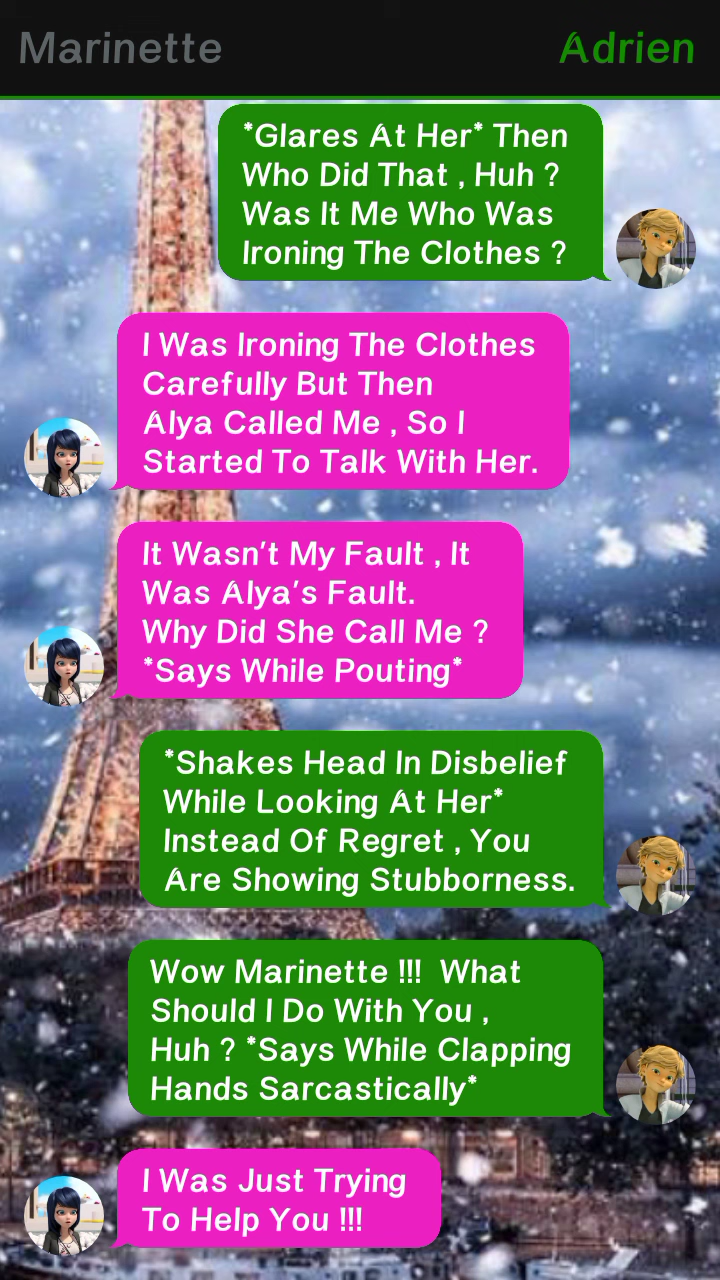 Marinette Adrien
*Glares At Her* Then
Who Did That , Huh ?
Was It Me Who Was
Ironing The Clothes ?
I Was Ironing The Clothes
Carefully But Then
Alya Called Me , So I
Started To Talk With Her.
It Wasn't My Fault , It
Was Alya's Fault.
Why Did She Call Me ?
*Says While Pouting*
*Shakes Head In Disbelief
While Looking At Her*
Instead Of Regret , You
Are Showing Stubborness.
Wow Marinette !!!  What
Should I Do With You ,
Huh ? *Says While Clapping
Hands Sarcastically*
I Was Just Trying
To Help You !!!